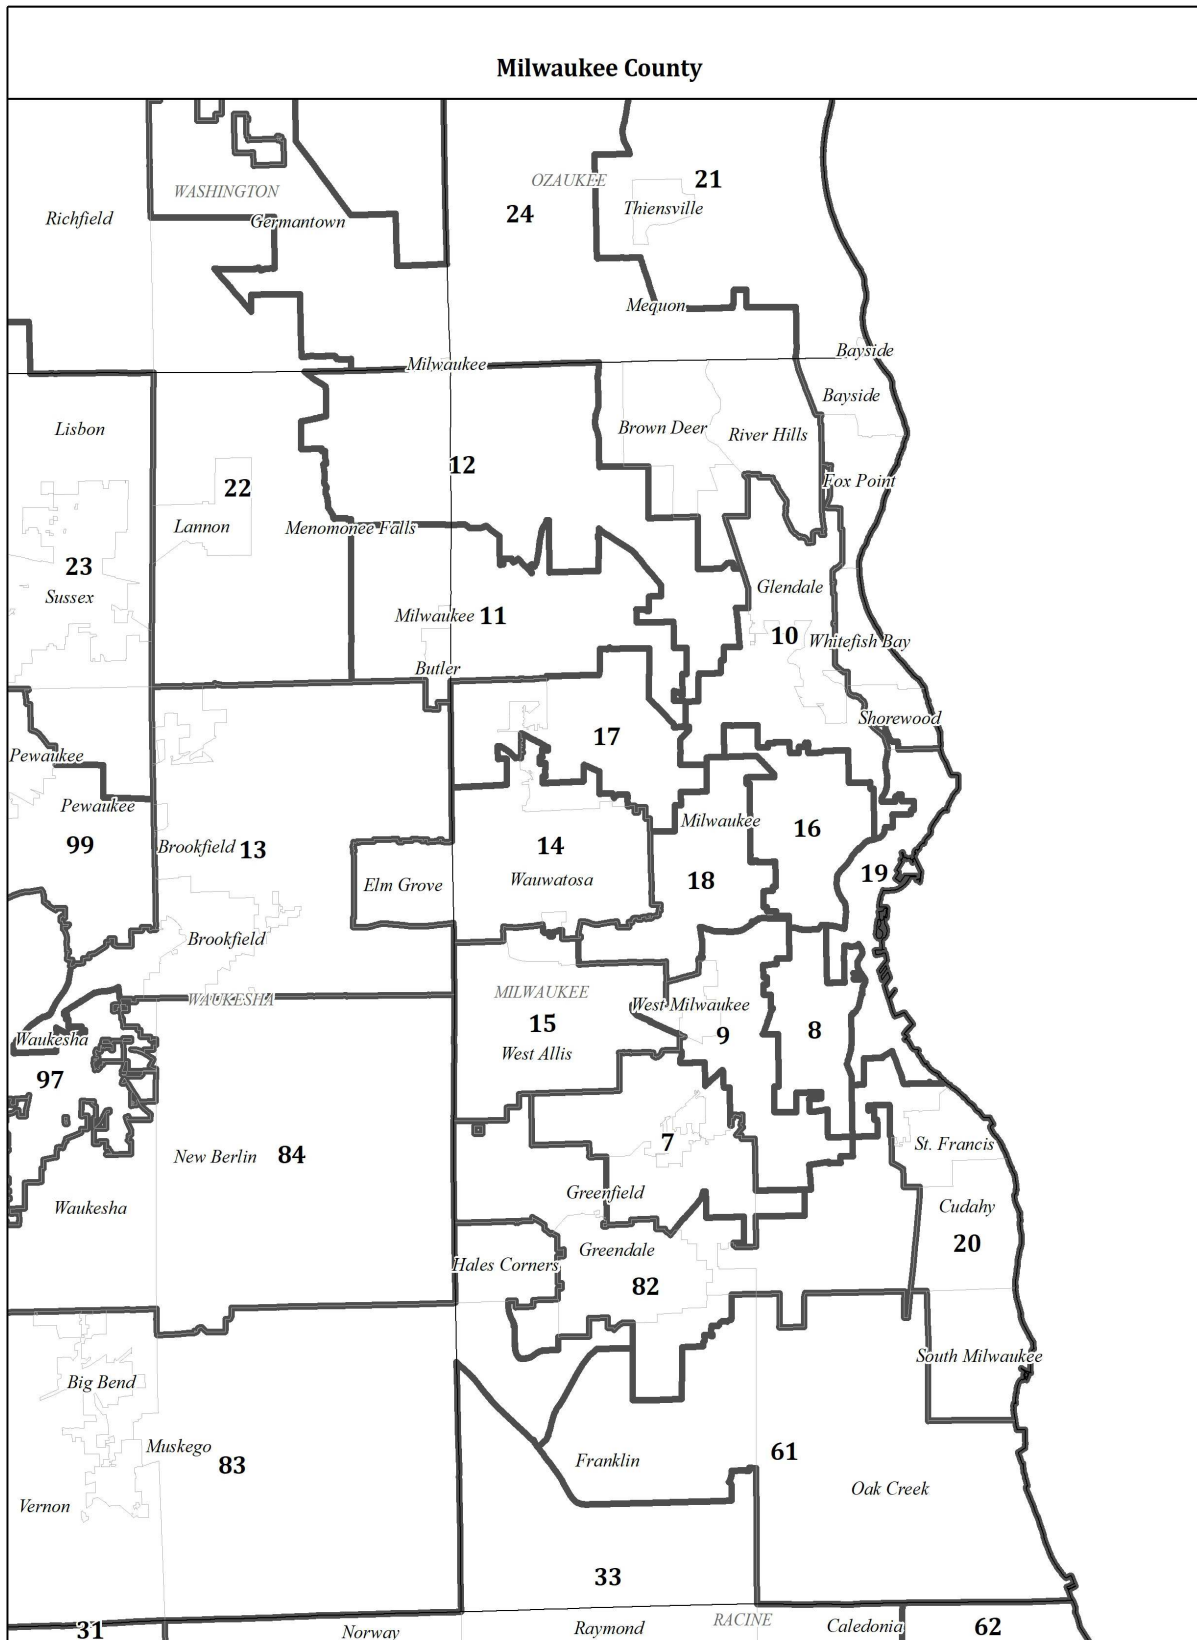 Milwaukee County
21
OZAUKEE
WASHINGTON
Thiensville
24
Richfield
Germantown
Mequon
Bayside
Milwaukee
Bayside
Lisbon
Brown Deer
River Hills
12
Fox Point
22
Lannon
Menomonee Falls
23
Glendale
Sussex
Milwaukee
11
10
Whitefish Bay
Butler
Shorewood
17
Pewaukee
Pewaukee
Milwaukee
16
99
Brookfield
13
14
19
Elm Grove
Wauwatosa
18
Brookfield
MILWAUKEE
WAUKESHA
West Milwaukee
15
9
8
Waukesha
West Allis
97
7
St. Francis
New Berlin
84
Greenfield
Waukesha
Cudahy
20
Greendale
Hales Corners
82
South Milwaukee
Big Bend
Muskego
83
61
Franklin
Oak Creek
Vernon
33
31
Norway
Raymond
RACINE
Caledonia
62